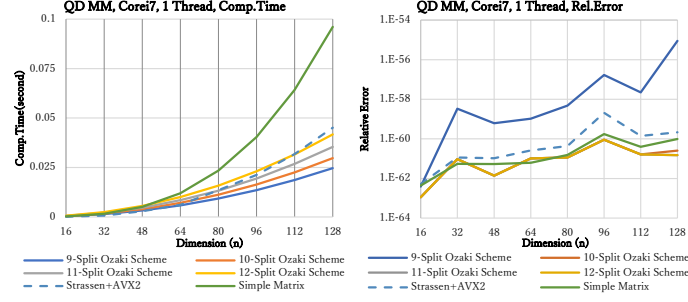 QD MM, Corei7, 1 Thread, Comp.Time
0.1
0.075
0.05
0.025
0
Comp.Time(second)
16 32 48 64 80 96 112 128
Dimension (n)
9-Split Ozaki Scheme 10-Split Ozaki Scheme
11-Split Ozaki Scheme 12-Split Ozaki Scheme
Strassen+AVX2 Simple Matrix
QD MM, Corei7, 1 Thread, Rel.Error
1.E-54
1.E-56
1.E-58
1.E-60
1.E-62
1.E-64
Relative Error
16 32 48 64 80 96 112 128
Dimension (n)
9-Split Ozaki Scheme 10-Split Ozaki Scheme
11-Split Ozaki Scheme 12-Split Ozaki Scheme
Strassen+AVX2 Simple Matrix